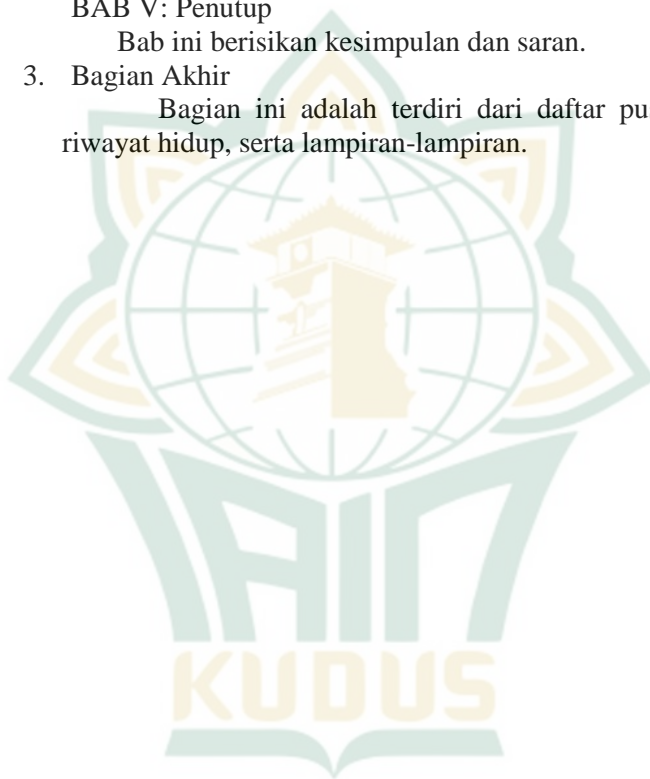 BAB V: Penutup
Bab ini berisikan kesimpulan dan saran.
3. Bagian Akhir
Bagian ini adalah terdiri dari daftar pu
riwayat hidup, serta lampiran-lampiran.
IAIN
KUDUS